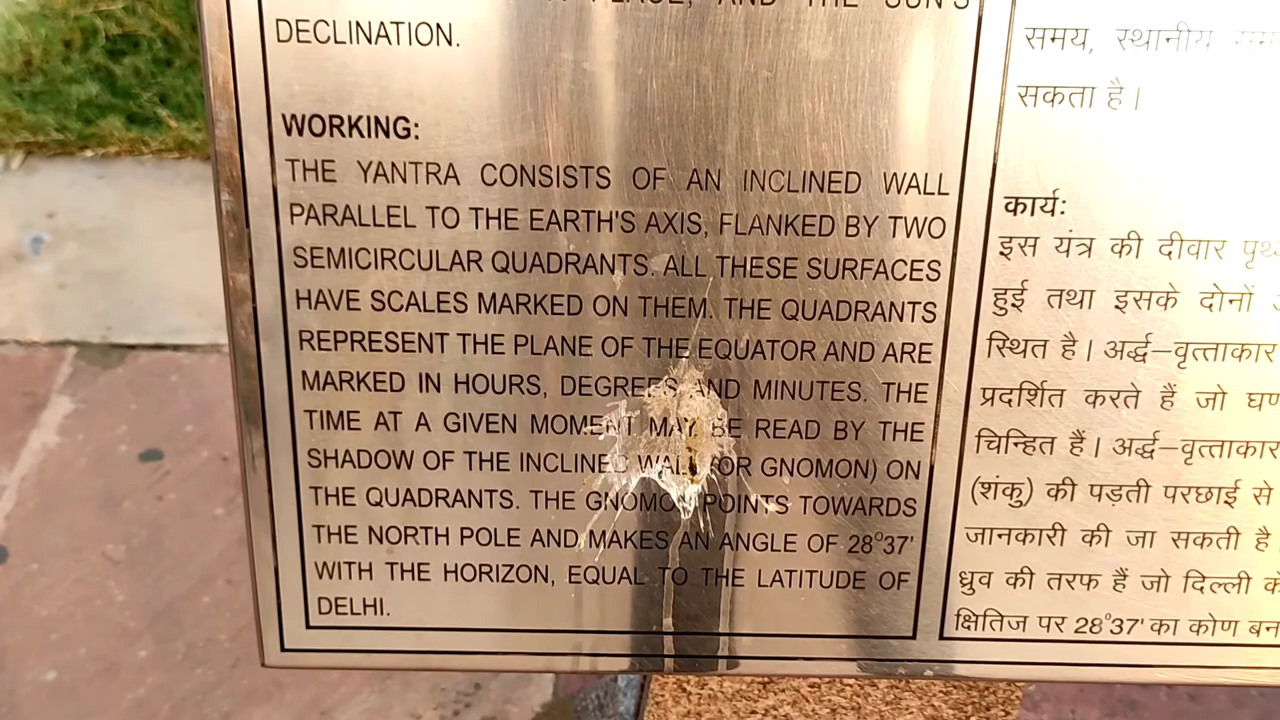 PLACE, AND THE SUN'S
DECLINATION.
WORKING:
THE YANTRA CONSISTS OF AN INCLINED WALL
PARALLEL TO THE EARTH'S AXIS, FLANKED BY TWO
SEMICIRCULAR QUADRANTS. ALL THESE SURFACES
HAVE SCALES MARKED ON THEM. THE QUADRANTS
REPRESENT THE PLANE OF THE EQUATOR AND ARE
MARKED IN HOURS, DEGREES AND MINUTES. THE
TIME AT A GIVEN MOMENT MAY BE READ BY THE
SHADOW OF THE INCLINED WALL (OR GNOMON) ON
THE QUADRANTS. THE GNOMON POINTS TOWARDS
THE NORTH POLE AND MAKES AN ANGLE OF 28°37'
WITH THE HORIZON, EQUAL TO THE LATITUDE OF
DELHI.
समय, स्थानीय
सकता है।
कार्य:
इस यंत्र की दीवार
हुई तथा इसके दोनों
स्थित है। अर्द्ध–वृत्ताकार
प्रदर्शित करते हैं जो
चिन्हित हैं। अर्द्ध–वृत्ताकार
(शंकु) की पड़ती परछाई से
जानकारी की जा सकती है
ध्रुव की तरफ हैं जो दिल्ली
क्षितिज पर 28°37' का कोण